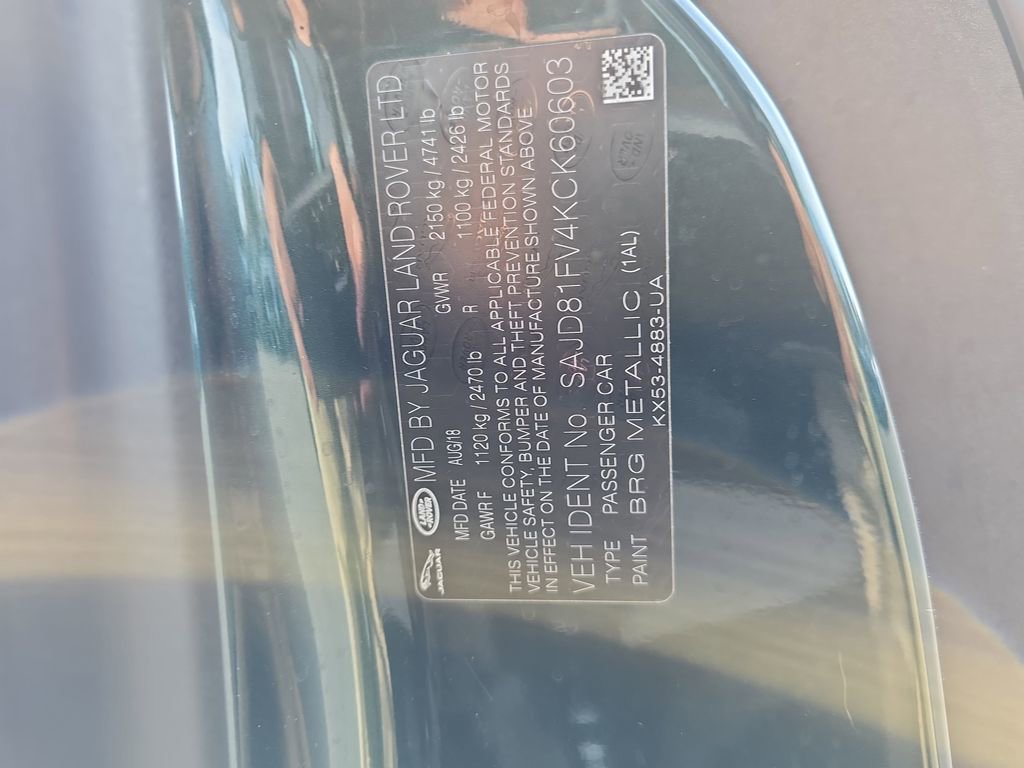 JAGUAR LAND ROVER MFD BY JAGUAR LAND ROVER LTD
MFD DATE AUG/18 GVWR 2150 kg / 4741 lb
GAWR F 1120 kg / 2470 lb R 1100 kg / 2426 lb
THIS VEHICLE CONFORMS TO ALL APPLICABLE FEDERAL MOTOR
VEHICLE SAFETY, BUMPER AND THEFT PREVENTION STANDARDS
IN EFFECT ON THE DATE OF MANUFACTURE SHOWN ABOVE.
VEH IDENT No. SAJD81FV4KCK60603
TYPE PASSENGER CAR
PAINT BRG METALLIC (1AL)
KX53-4883-UA